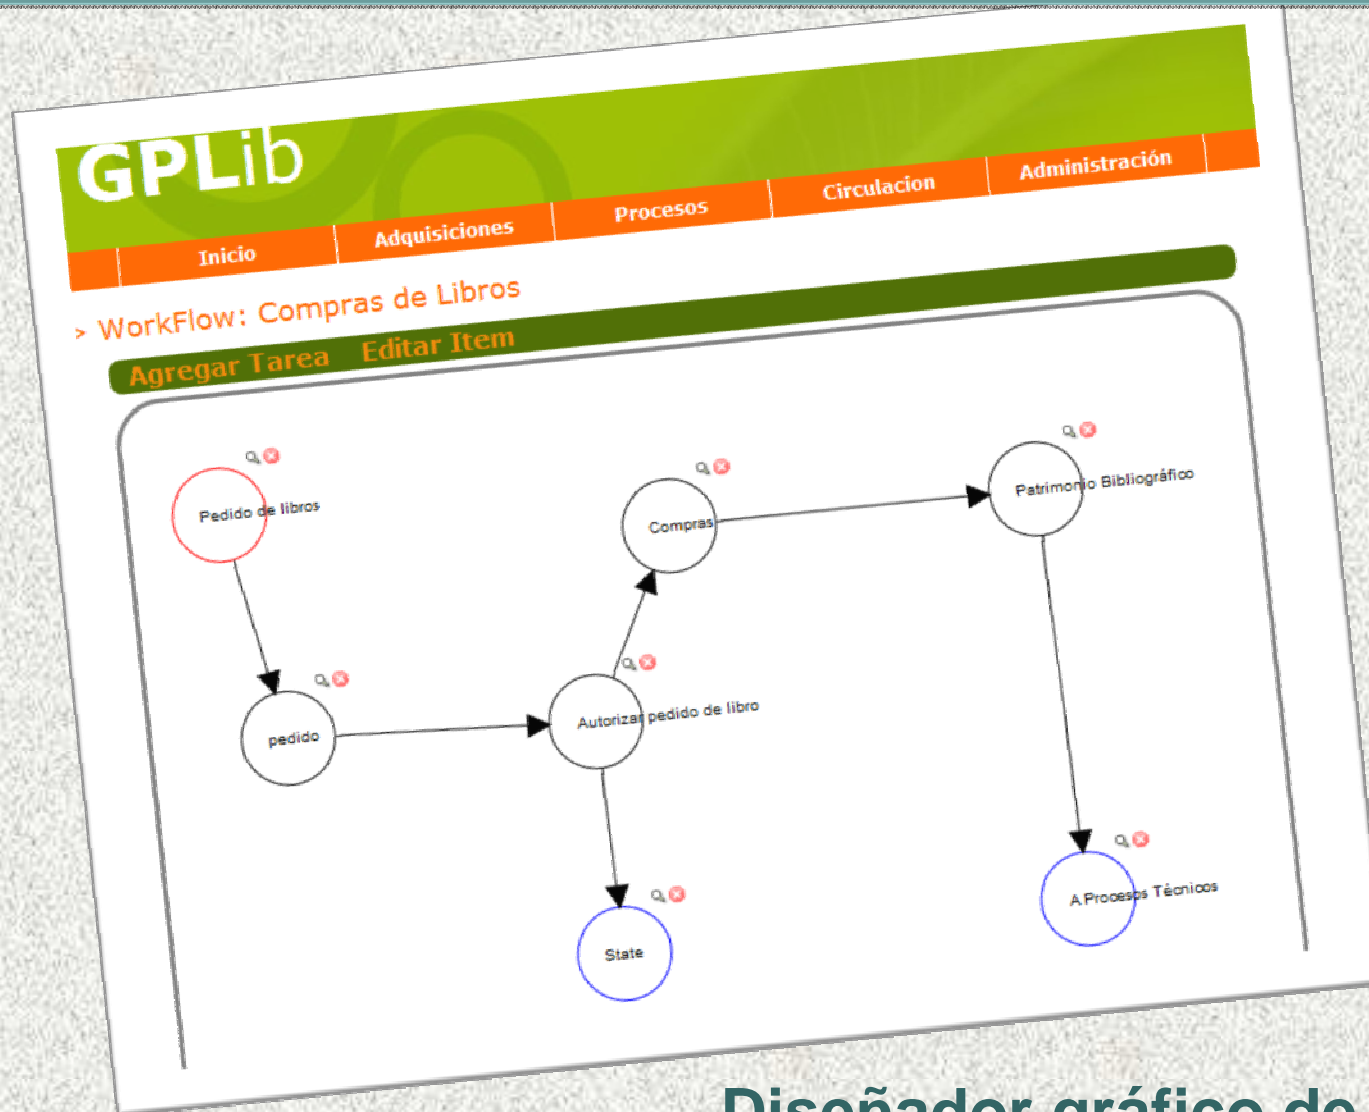 GPLib
Inicio Adquisiciones Procesos Circulacion Administración
> WorkFlow: Compras de Libros
Agregar Tarea Editar Item
Pedido de libros
Compras
Patrimonio Bibliográfico
pedido
Autorizar pedido de libro
State
A Procesos Técnicos
Diseñador gráfico de